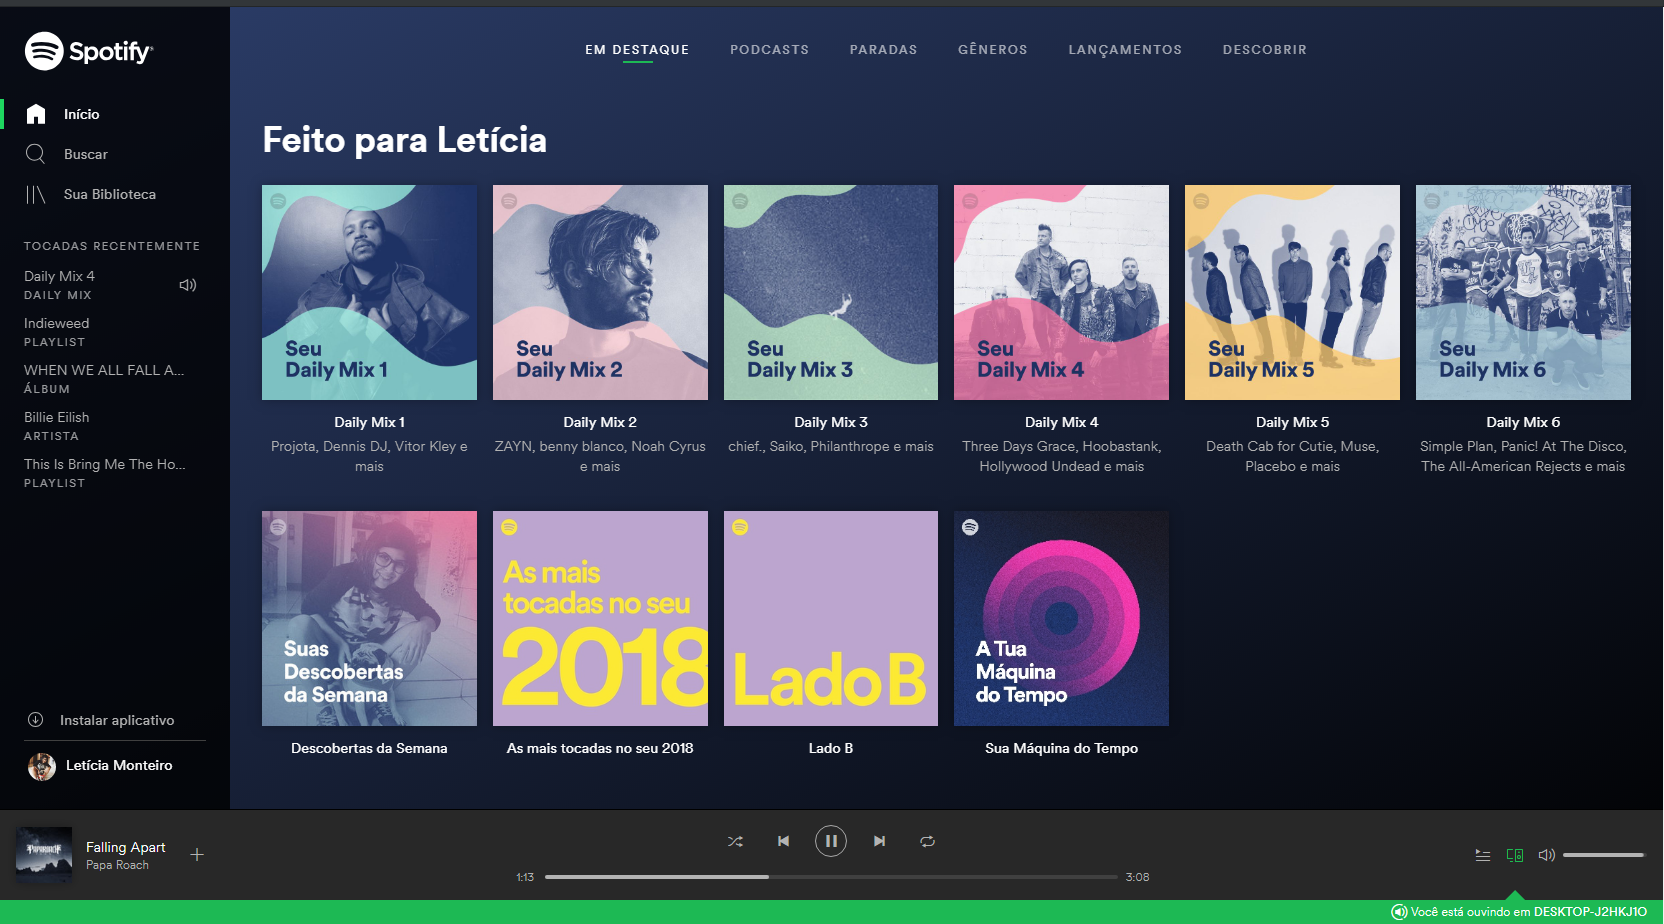 Spotify
Início
Buscar
Sua Biblioteca
TOCADAS RECENTEMENTE
Daily Mix 4
DAILY MIX
Indieweed
PLAYLIST
WHEN WE ALL FALL A...
ÁLBUM
Billie Eilish
ARTISTA
This Is Bring Me The Ho...
PLAYLIST
Instalar aplicativo
Letícia Monteiro
EM DESTAQUE PODCASTS PARADAS GÊNEROS LANÇAMENTOS DESCOBRIR
Feito para Letícia
Seu
Daily Mix 1
Daily Mix 1
Projota, Dennis DJ, Vitor Kley e
mais
Seu
Daily Mix 2
Daily Mix 2
ZAYN, benny blanco, Noah Cyrus
e mais
Seu
Daily Mix 3
Daily Mix 3
chief., Saiko, Philanthrope e mais
Seu
Daily Mix 4
Daily Mix 4
Three Days Grace, Hoobastank,
Hollywood Undead e mais
Seu
Daily Mix 5
Daily Mix 5
Death Cab for Cutie, Muse,
Placebo e mais
Seu
Daily Mix 6
Daily Mix 6
Simple Plan, Panic! At The Disco,
The All-American Rejects e mais
Suas
Descobertas
da Semana
Descobertas da Semana
As mais
tocadas no seu
2018
As mais tocadas no seu 2018
Lado B
Lado B
A Tua
Máquina
do Tempo
Sua Máquina do Tempo
PAPAROACH
Falling Apart
Papa Roach
1:13
3:08
Você está ouvindo em DESKTOP-J2HKJ1O